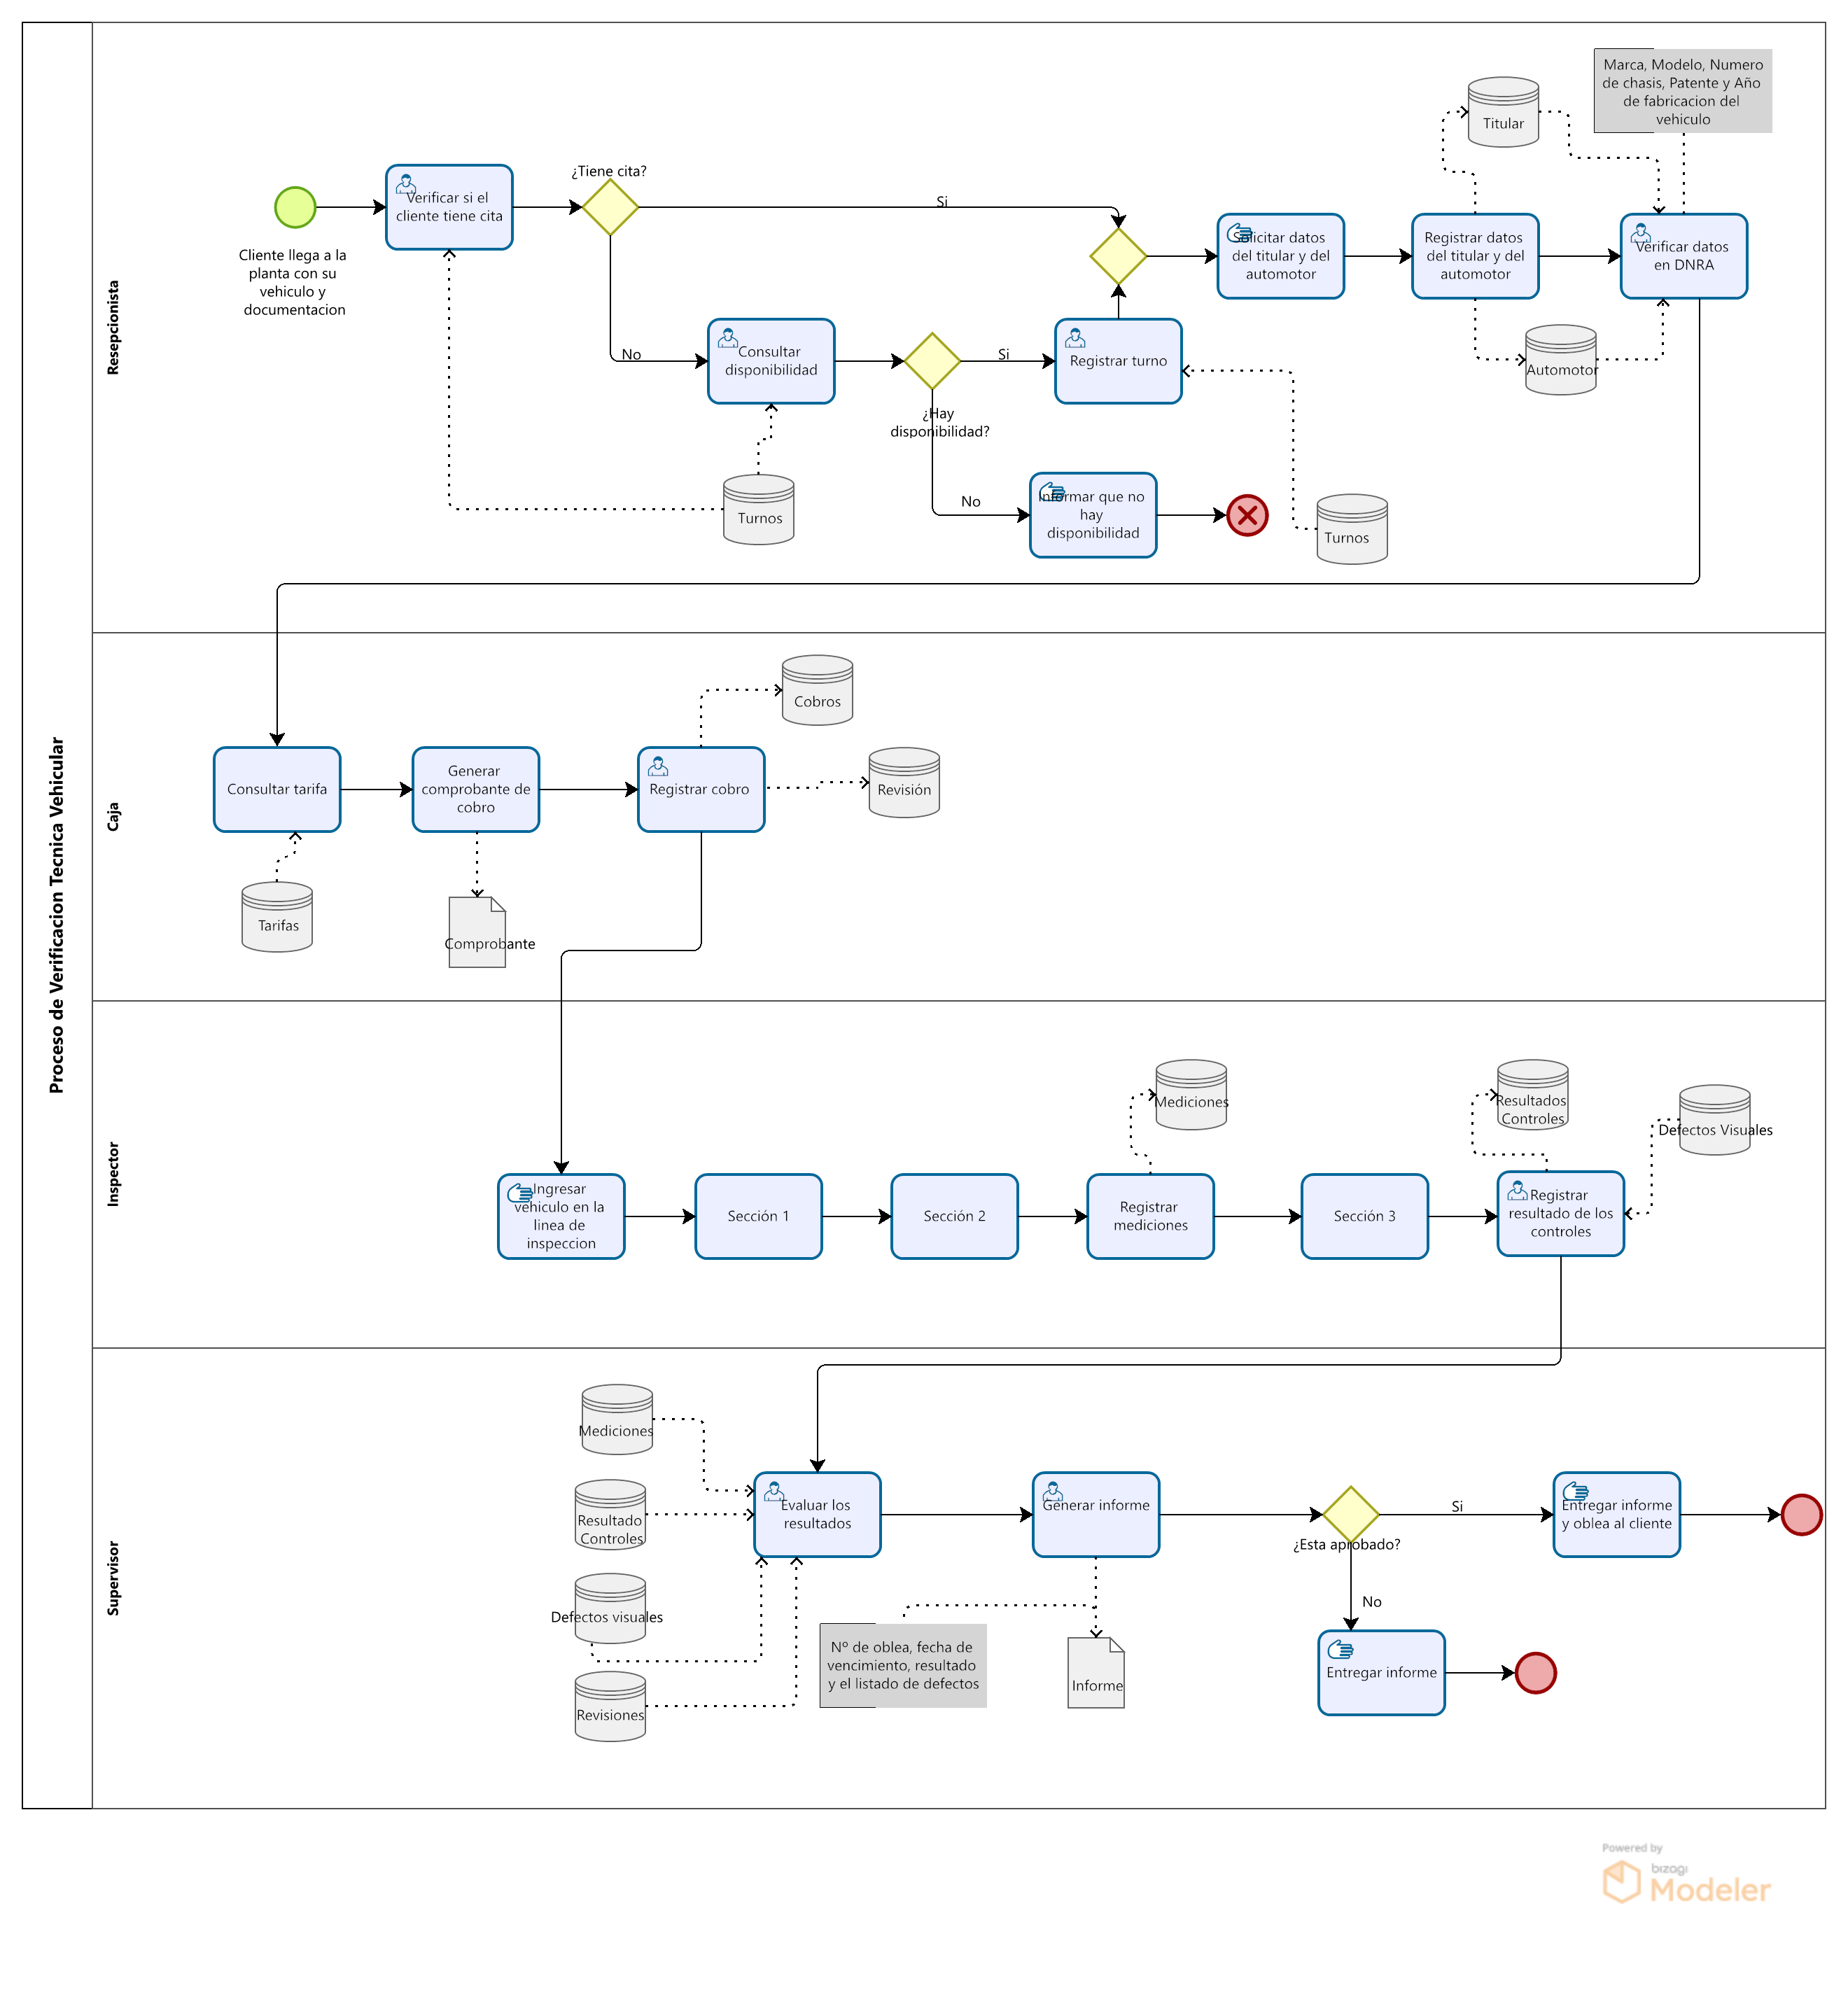 Proceso de Verificacion Tecnica Vehicular
Resepcionista
Marca, Modelo, Numero
de chasis, Patente y Año
de fabricacion del
vehiculo
Titular
¿Tiene cita?
Verificar si el
cliente tiene cita
Si
Solicitar datos
del titular y del
automotor
Registrar datos
del titular y del
automotor
Verificar datos
en DNRA
Cliente llega a la
planta con su
vehiculo y
documentacion
No
Consultar
disponibilidad
Si
Registrar turno
Automotor
¿Hay
disponibilidad?
No
Informar que no
hay
disponibilidad
Turnos
Turnos
Caja
Cobros
Consultar tarifa
Generar
comprobante de
cobro
Registrar cobro
Revisión
Tarifas
Comprobante
Inspector
Mediciones
Resultados
Controles
Defectos Visuales
Ingresar
vehiculo en la
linea de
inspeccion
Sección 1
Sección 2
Registrar
mediciones
Sección 3
Registrar
resultado de los
controles
Supervisor
Mediciones
Resultado
Controles
Defectos visuales
Revisiones
Evaluar los
resultados
Generar informe
¿Esta aprobado?
Si
Entregar informe
y oblea al cliente
No
Nº de oblea, fecha de
vencimiento, resultado
y el listado de defectos
Informe
Entregar informe
Powered by
bizagi
Modeler